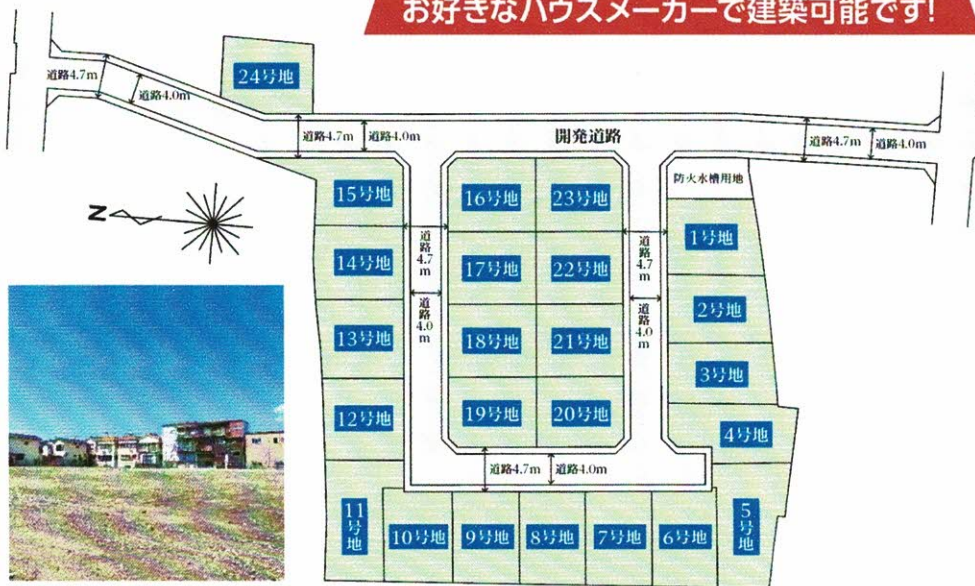 お好きなハウスメーカーで建築可能です!
24号地
道路4.7m
道路4.0m
道路4.7m
道路4.0m
開発道路
道路4.7m
道路4.0m
防火水槽用地
15号地
16号地
23号地
1号地
N
道路4.7m
道路4.7m
14号地
17号地
22号地
2号地
道路4.0m
道路4.0m
13号地
18号地
21号地
3号地
12号地
19号地
20号地
4号地
道路4.7m
道路4.0m
11号地
10号地
9号地
8号地
7号地
6号地
5号地